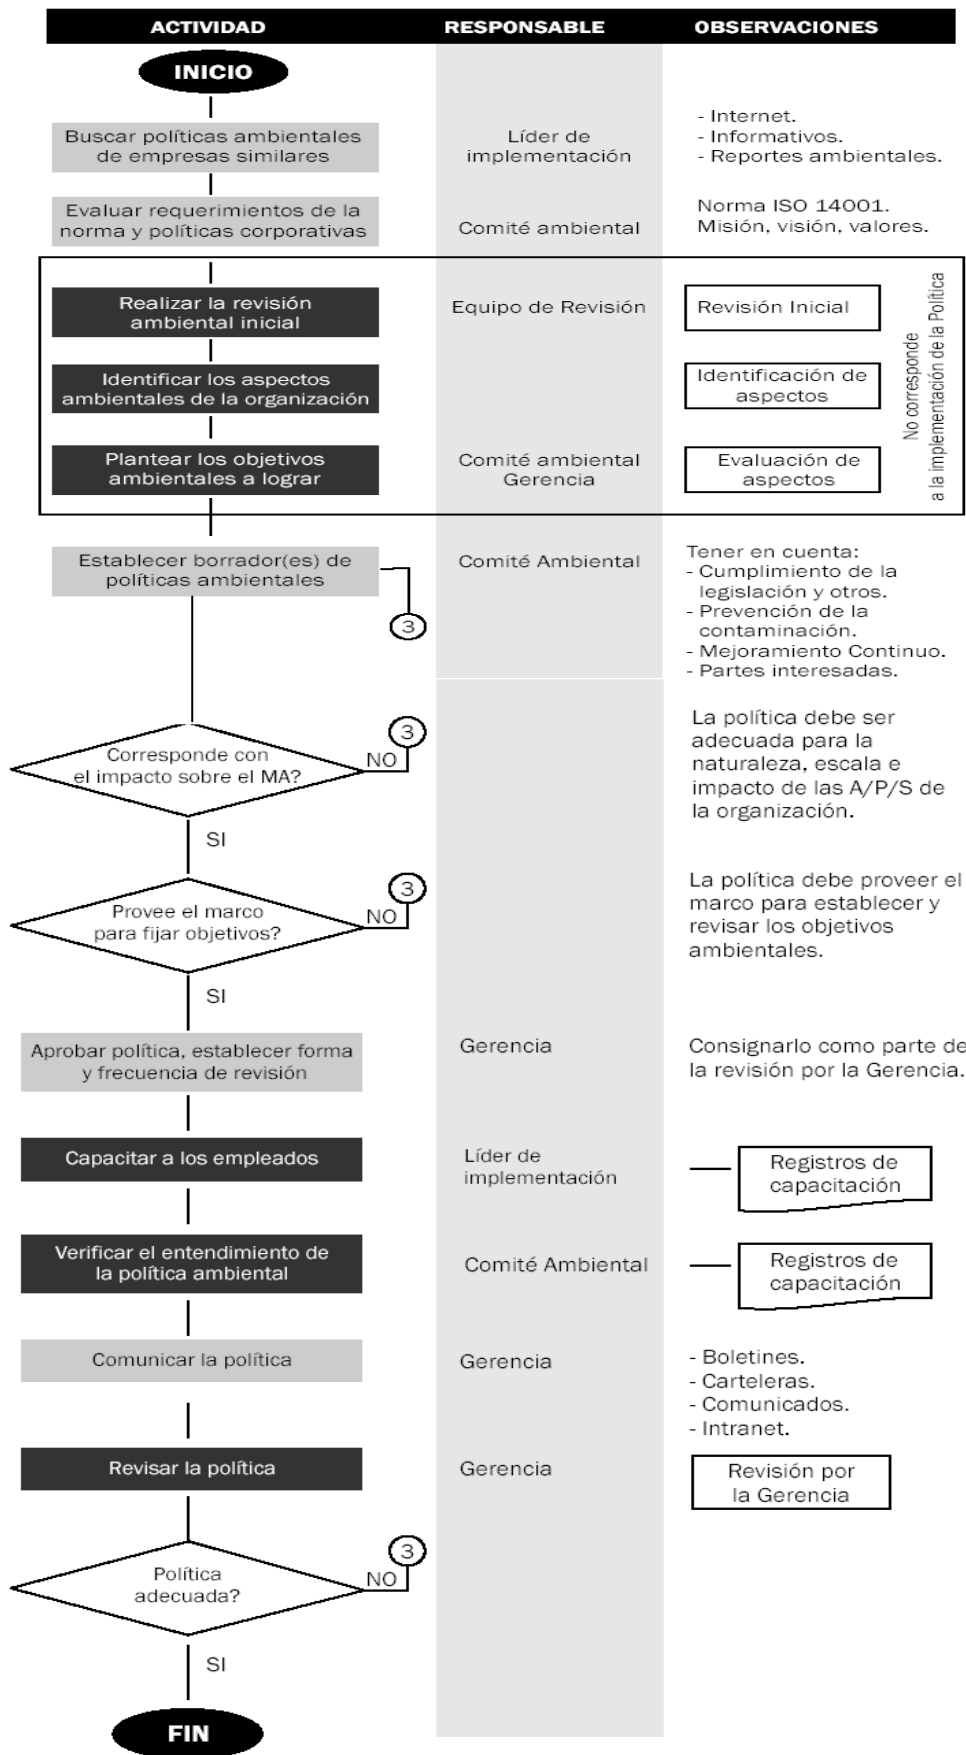 ACTIVIDAD RESPONSABLE OBSERVACIONES
INICIO
Buscar políticas ambientales
de empresas similares
Líder de
implementación
- Internet.
- Informativos.
- Reportes ambientales.
Evaluar requerimientos de la
norma y políticas corporativas
Comité ambiental
Norma ISO 14001.
Misión, visión, valores.
Realizar la revisión
ambiental inicial
Equipo de Revisión
Revisión Inicial
Identificar los aspectos
ambientales de la organización
Identificación de
aspectos
Plantear los objetivos
ambientales a lograr
Comité ambiental
Gerencia
Evaluación de
aspectos
No corresponde
a la implementación de la Política
Establecer borrador(es) de
políticas ambientales
3
Comité Ambiental
Tener en cuenta:
- Cumplimiento de la
legislación y otros.
- Prevención de la
contaminación.
- Mejoramiento Continuo.
- Partes interesadas.
Corresponde con
el impacto sobre el MA?
NO
3
SI
La política debe ser
adecuada para la
naturaleza, escala e
impacto de las A/P/S de
la organización.
Provee el marco
para fijar objetivos?
NO
3
SI
La política debe proveer el
marco para establecer y
revisar los objetivos
ambientales.
Aprobar política, establecer forma
y frecuencia de revisión
Gerencia
Consignarlo como parte de
la revisión por la Gerencia.
Capacitar a los empleados
Líder de
implementación
Registros de
capacitación
Verificar el entendimiento de
la política ambiental
Comité Ambiental
Registros de
capacitación
Comunicar la política
Gerencia
- Boletines.
- Carteleras.
- Comunicados.
- Intranet.
Revisar la política
Gerencia
Revisión por
la Gerencia
Política
adecuada?
NO
3
SI
FIN